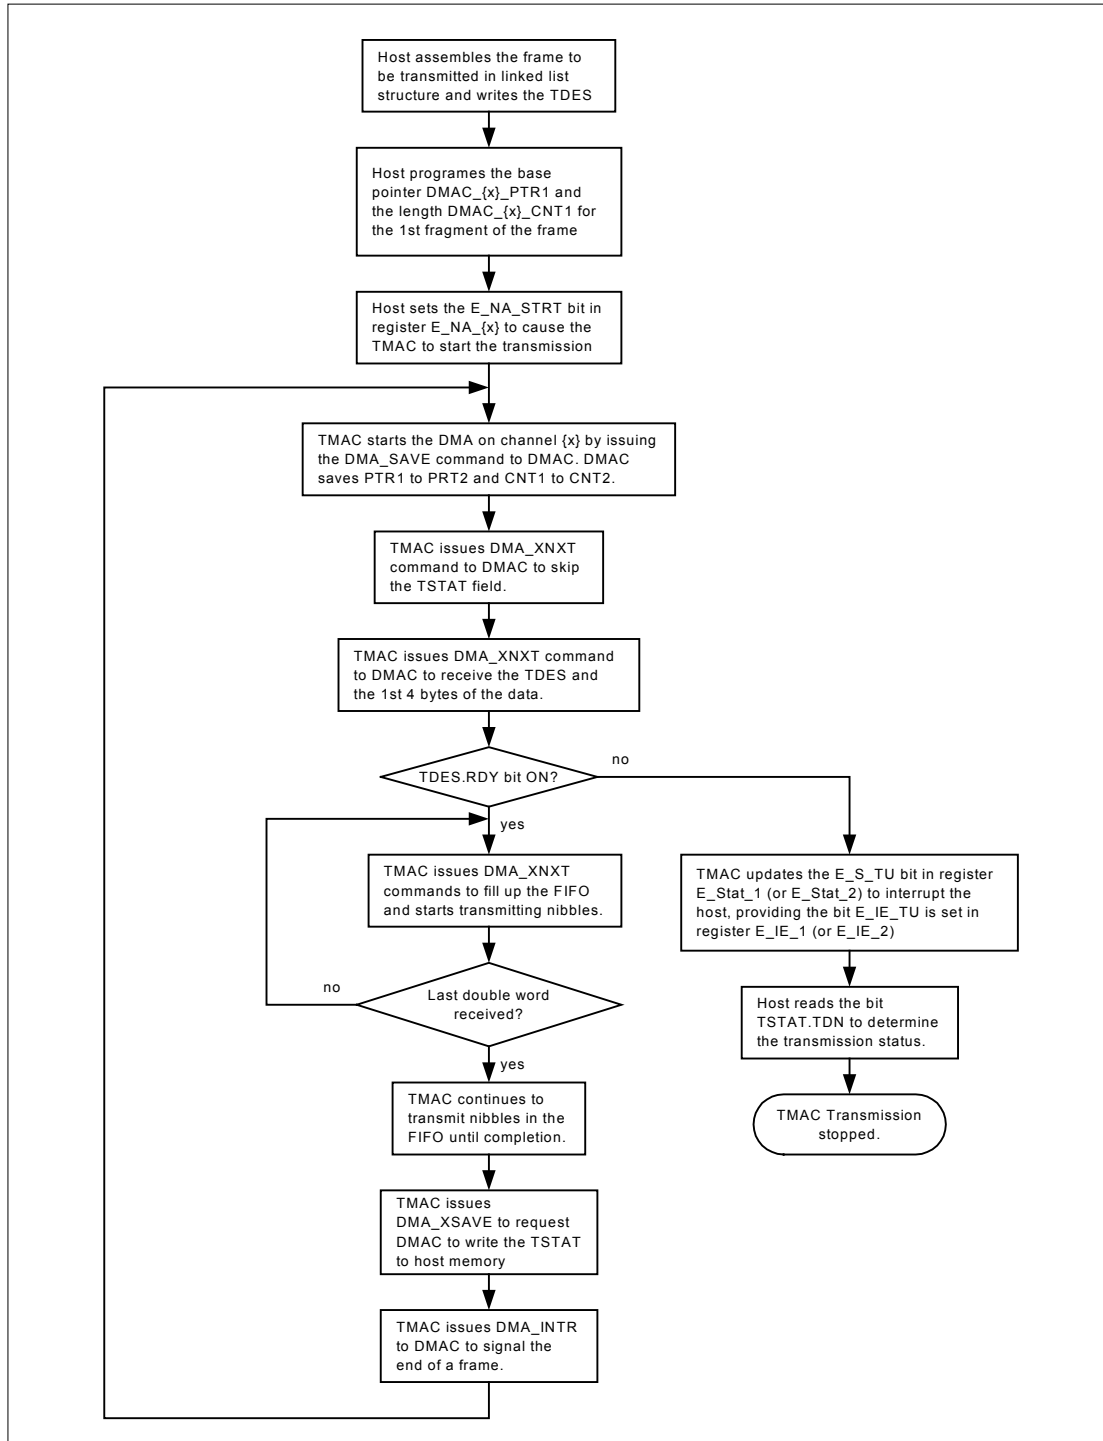 Host assembles the frame to
be transmitted in linked list
structure and writes the TDES
Host programes the base
pointer DMAC_{x}_PTR1 and
the length DMAC_{x}_CNT1 for
the 1st fragment of the frame
Host sets the E_NA_STRT bit in
register E_NA_{x} to cause the
TMAC to start the transmission
TMAC starts the DMA on channel {x} by issuing
the DMA_SAVE command to DMAC. DMAC
saves PTR1 to PRT2 and CNT1 to CNT2.
TMAC issues DMA_XNXT
command to DMAC to skip
the TSTAT field.
TMAC issues DMA_XNXT command
to DMAC to receive the TDES and
the 1st 4 bytes of the data.
TDES.RDY bit ON?
no
yes
TMAC issues DMA_XNXT
commands to fill up the FIFO
and starts transmitting nibbles.
Last double word
received?
no
yes
TMAC continues to
transmit nibbles in the
FIFO until completion.
TMAC issues
DMA_XSAVE to request
DMAC to write the TSTAT
to host memory
TMAC issues DMA_INTR
to DMAC to signal the
end of a frame.
TMAC updates the E_S_TU bit in register
E_Stat_1 (or E_Stat_2) to interrupt the
host, providing the bit E_IE_TU is set in
register E_IE_1 (or E_IE_2)
Host reads the bit
TSTAT.TDN to determine
the transmission status.
TMAC Transmission
stopped.